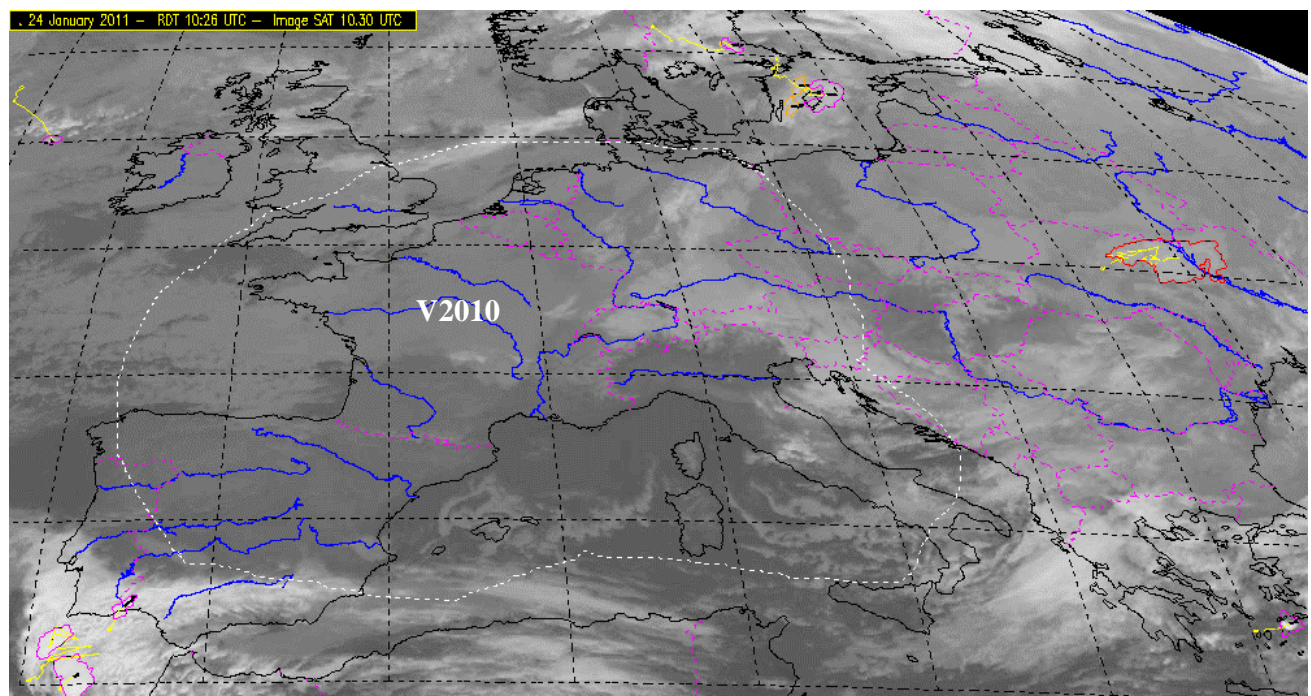 . 24 January 2011 – RDT 10:26 UTC – Image SAT 10.30 UTC
V2010